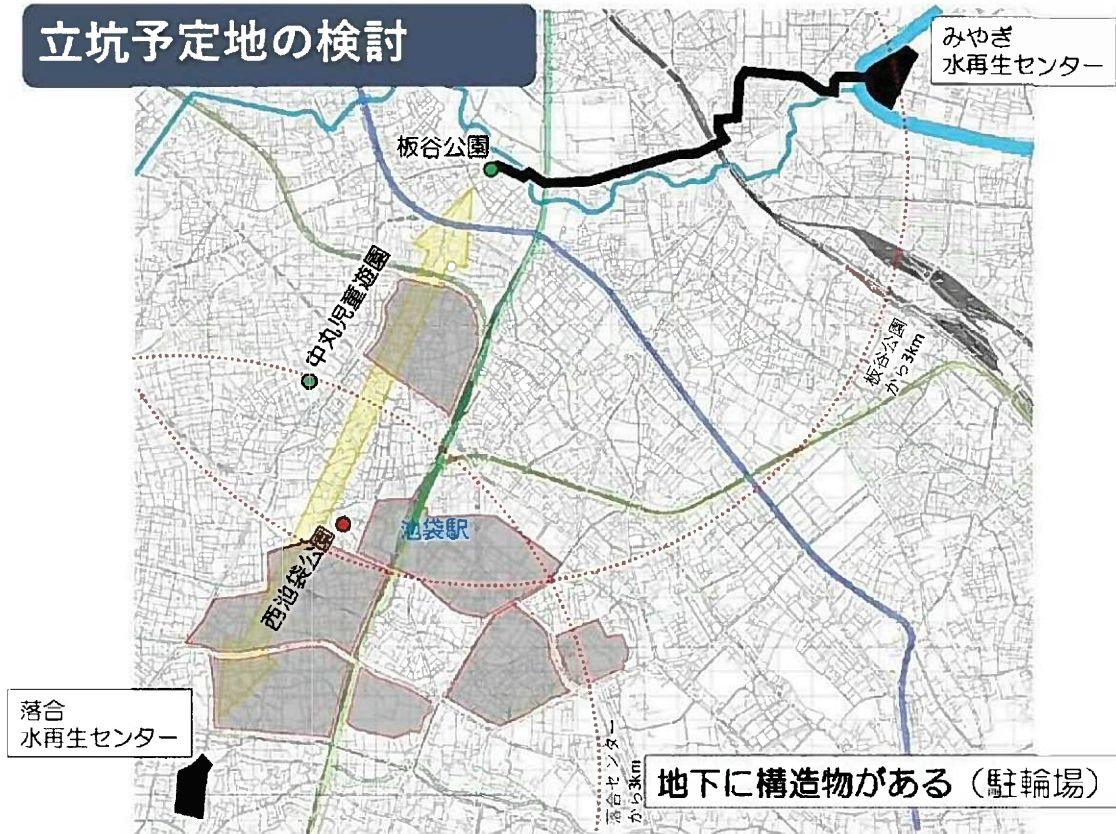 立坑予定地の検討
みやぎ
水再生センター
板谷公園
中丸児童遊園
板谷公園
から3km
池袋駅
西池袋公園
落合
水再生センター
落合センター
から3km
地下に構造物がある（駐輪場）